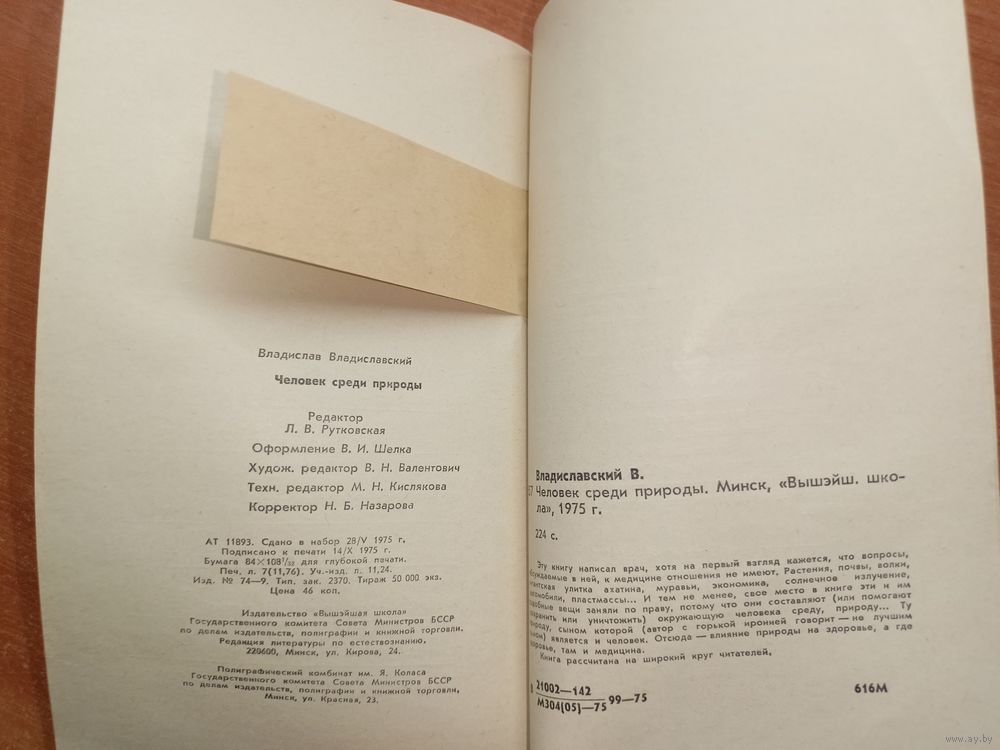 Владислав Владиславский
Человек среди природы
Редактор
Л. В. Рутковская
Оформление В. И. Шелка
Худож. редактор В. Н. Валентович
Техн. редактор М. Н. Кислякова
Корректор Н. Б. Назарова
АТ 11893. Сдано в набор 28/V 1975 г.
Подписано к печати 14/X 1975 г.
Бумага 84×108¹/₃₂ для глубокой печати.
Печ. л. 7(11,76). Уч.-изд. л. 11,24.
Изд. № 74—9. Тип. зак. 2370. Тираж 50 000 экз.
Цена 46 коп.
Издательство «Вышэйшая школа»
Государственного комитета Совета Министров БССР
по делам издательств, полиграфии и книжной торговли.
Редакция литературы по естествознанию.
220600, Минск, ул. Кирова, 24.
Полиграфический комбинат им. Я. Коласа
Государственного комитета Совета Министров БССР
по делам издательств, полиграфии и книжной торговли,
Минск, ул. Красная, 23.
Владиславский В.
57 Человек среди природы. Минск, «Вышэйш. шко-
ла», 1975 г.
224 с.
Эту книгу написал врач, хотя на первый взгляд кажется, что вопросы,
в ней, к медицине отношения не имеют. Растения, почвы, волки,
улитка ахатина, муравьи, экономика, солнечное излучение,
пластмассы... И тем не менее, свое место в книге эти и им
вещи заняли по праву, потому что они составляют (или помогают
или уничтожить) окружающую человека среду, природу... Ту
сыном которой (автор с горькой иронией говорит — не лучшим
является и человек. Отсюда — влияние природы на здоровье, а где
там и медицина.
Книга рассчитана на широкий круг читателей.
21002—142
М304(05)—75 99—75
616М
www.ay.by